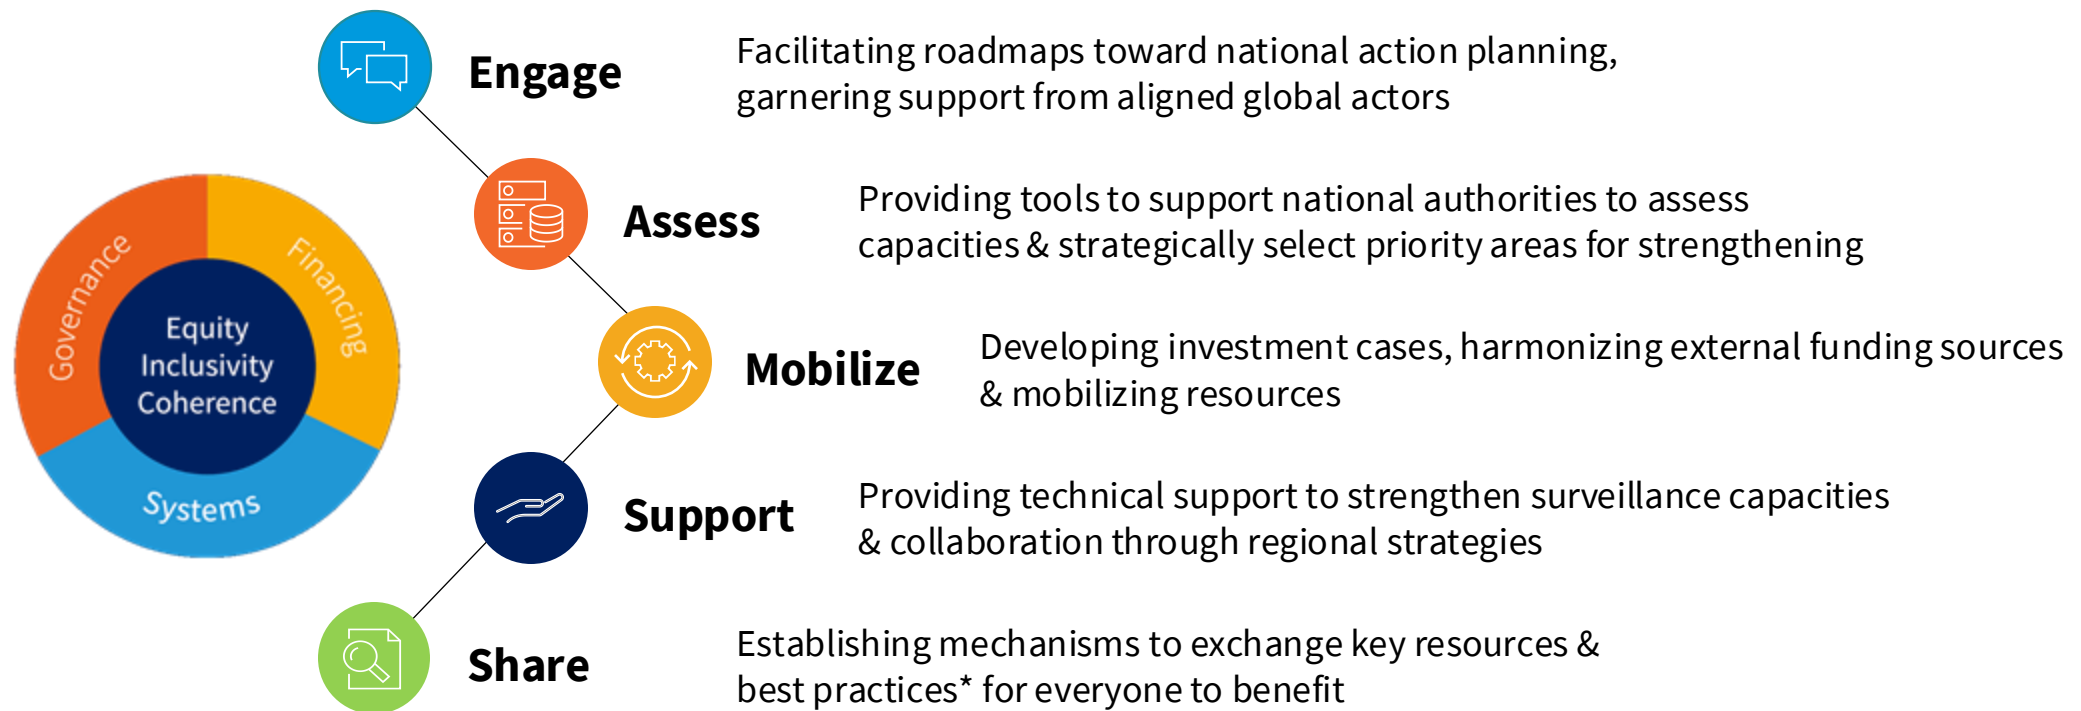 Engage
Facilitating roadmaps toward national action planning,
garnering support from aligned global actors
Assess
Providing tools to support national authorities to assess
capacities & strategically select priority areas for strengthening
Governance
Financing
Systems
Equity
Inclusivity
Coherence
Mobilize
Developing investment cases, harmonizing external funding sources
& mobilizing resources
Support
Providing technical support to strengthen surveillance capacities
& collaboration through regional strategies
Share
Establishing mechanisms to exchange key resources &
best practices* for everyone to benefit